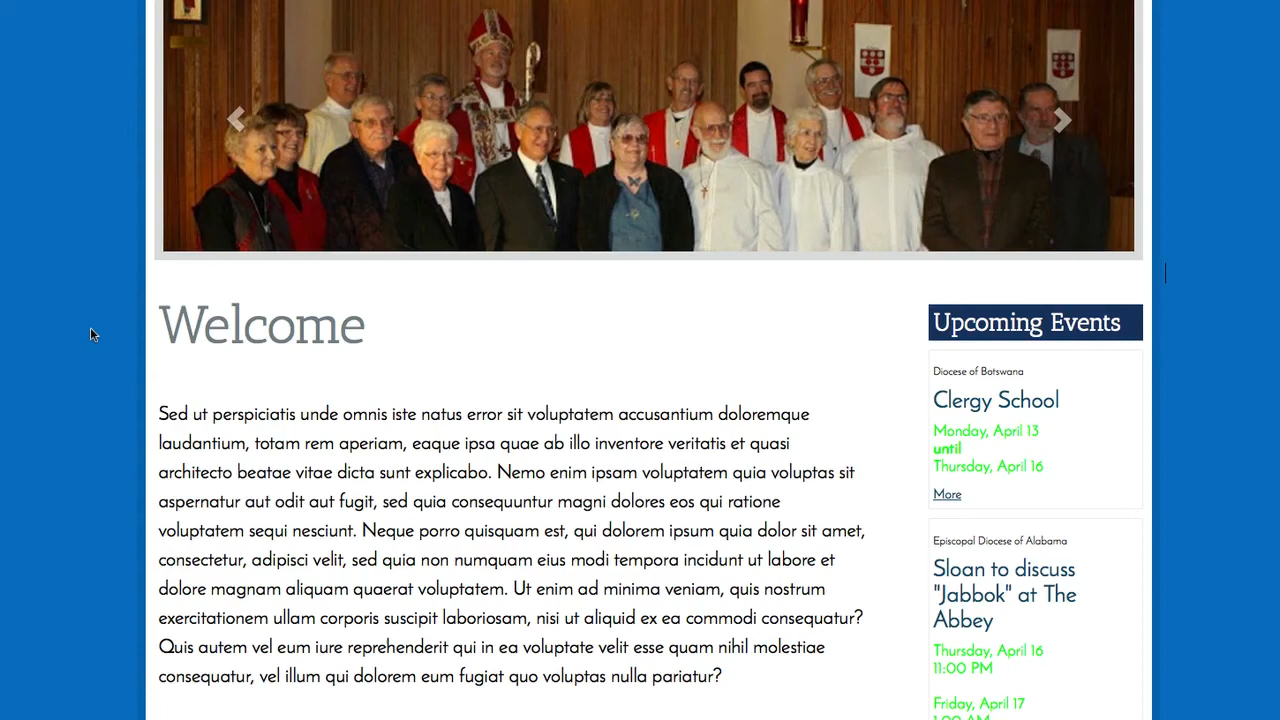 Welcome
Sed ut perspiciatis unde omnis iste natus error sit voluptatem accusantium doloremque
laudantium, totam rem aperiam, eaque ipsa quae ab illo inventore veritatis et quasi
architecto beatae vitae dicta sunt explicabo. Nemo enim ipsam voluptatem quia voluptas sit
aspernatur aut odit aut fugit, sed quia consequuntur magni dolores eos qui ratione
voluptatem sequi nesciunt. Neque porro quisquam est, qui dolorem ipsum quia dolor sit amet,
consectetur, adipisci velit, sed quia non numquam eius modi tempora incidunt ut labore et
dolore magnam aliquam quaerat voluptatem. Ut enim ad minima veniam, quis nostrum
exercitationem ullam corporis suscipit laboriosam, nisi ut aliquid ex ea commodi consequatur?
Quis autem vel eum iure reprehenderit qui in ea voluptate velit esse quam nihil molestiae
consequatur, vel illum qui dolorem eum fugiat quo voluptas nulla pariatur?
Upcoming Events
Diocese of Botswana
Clergy School
Monday, April 13
until
Thursday, April 16
More
Episcopal Diocese of Alabama
Sloan to discuss
"Jabbok" at The
Abbey
Thursday, April 16
11:00 PM
Friday, April 17
1:00 AM